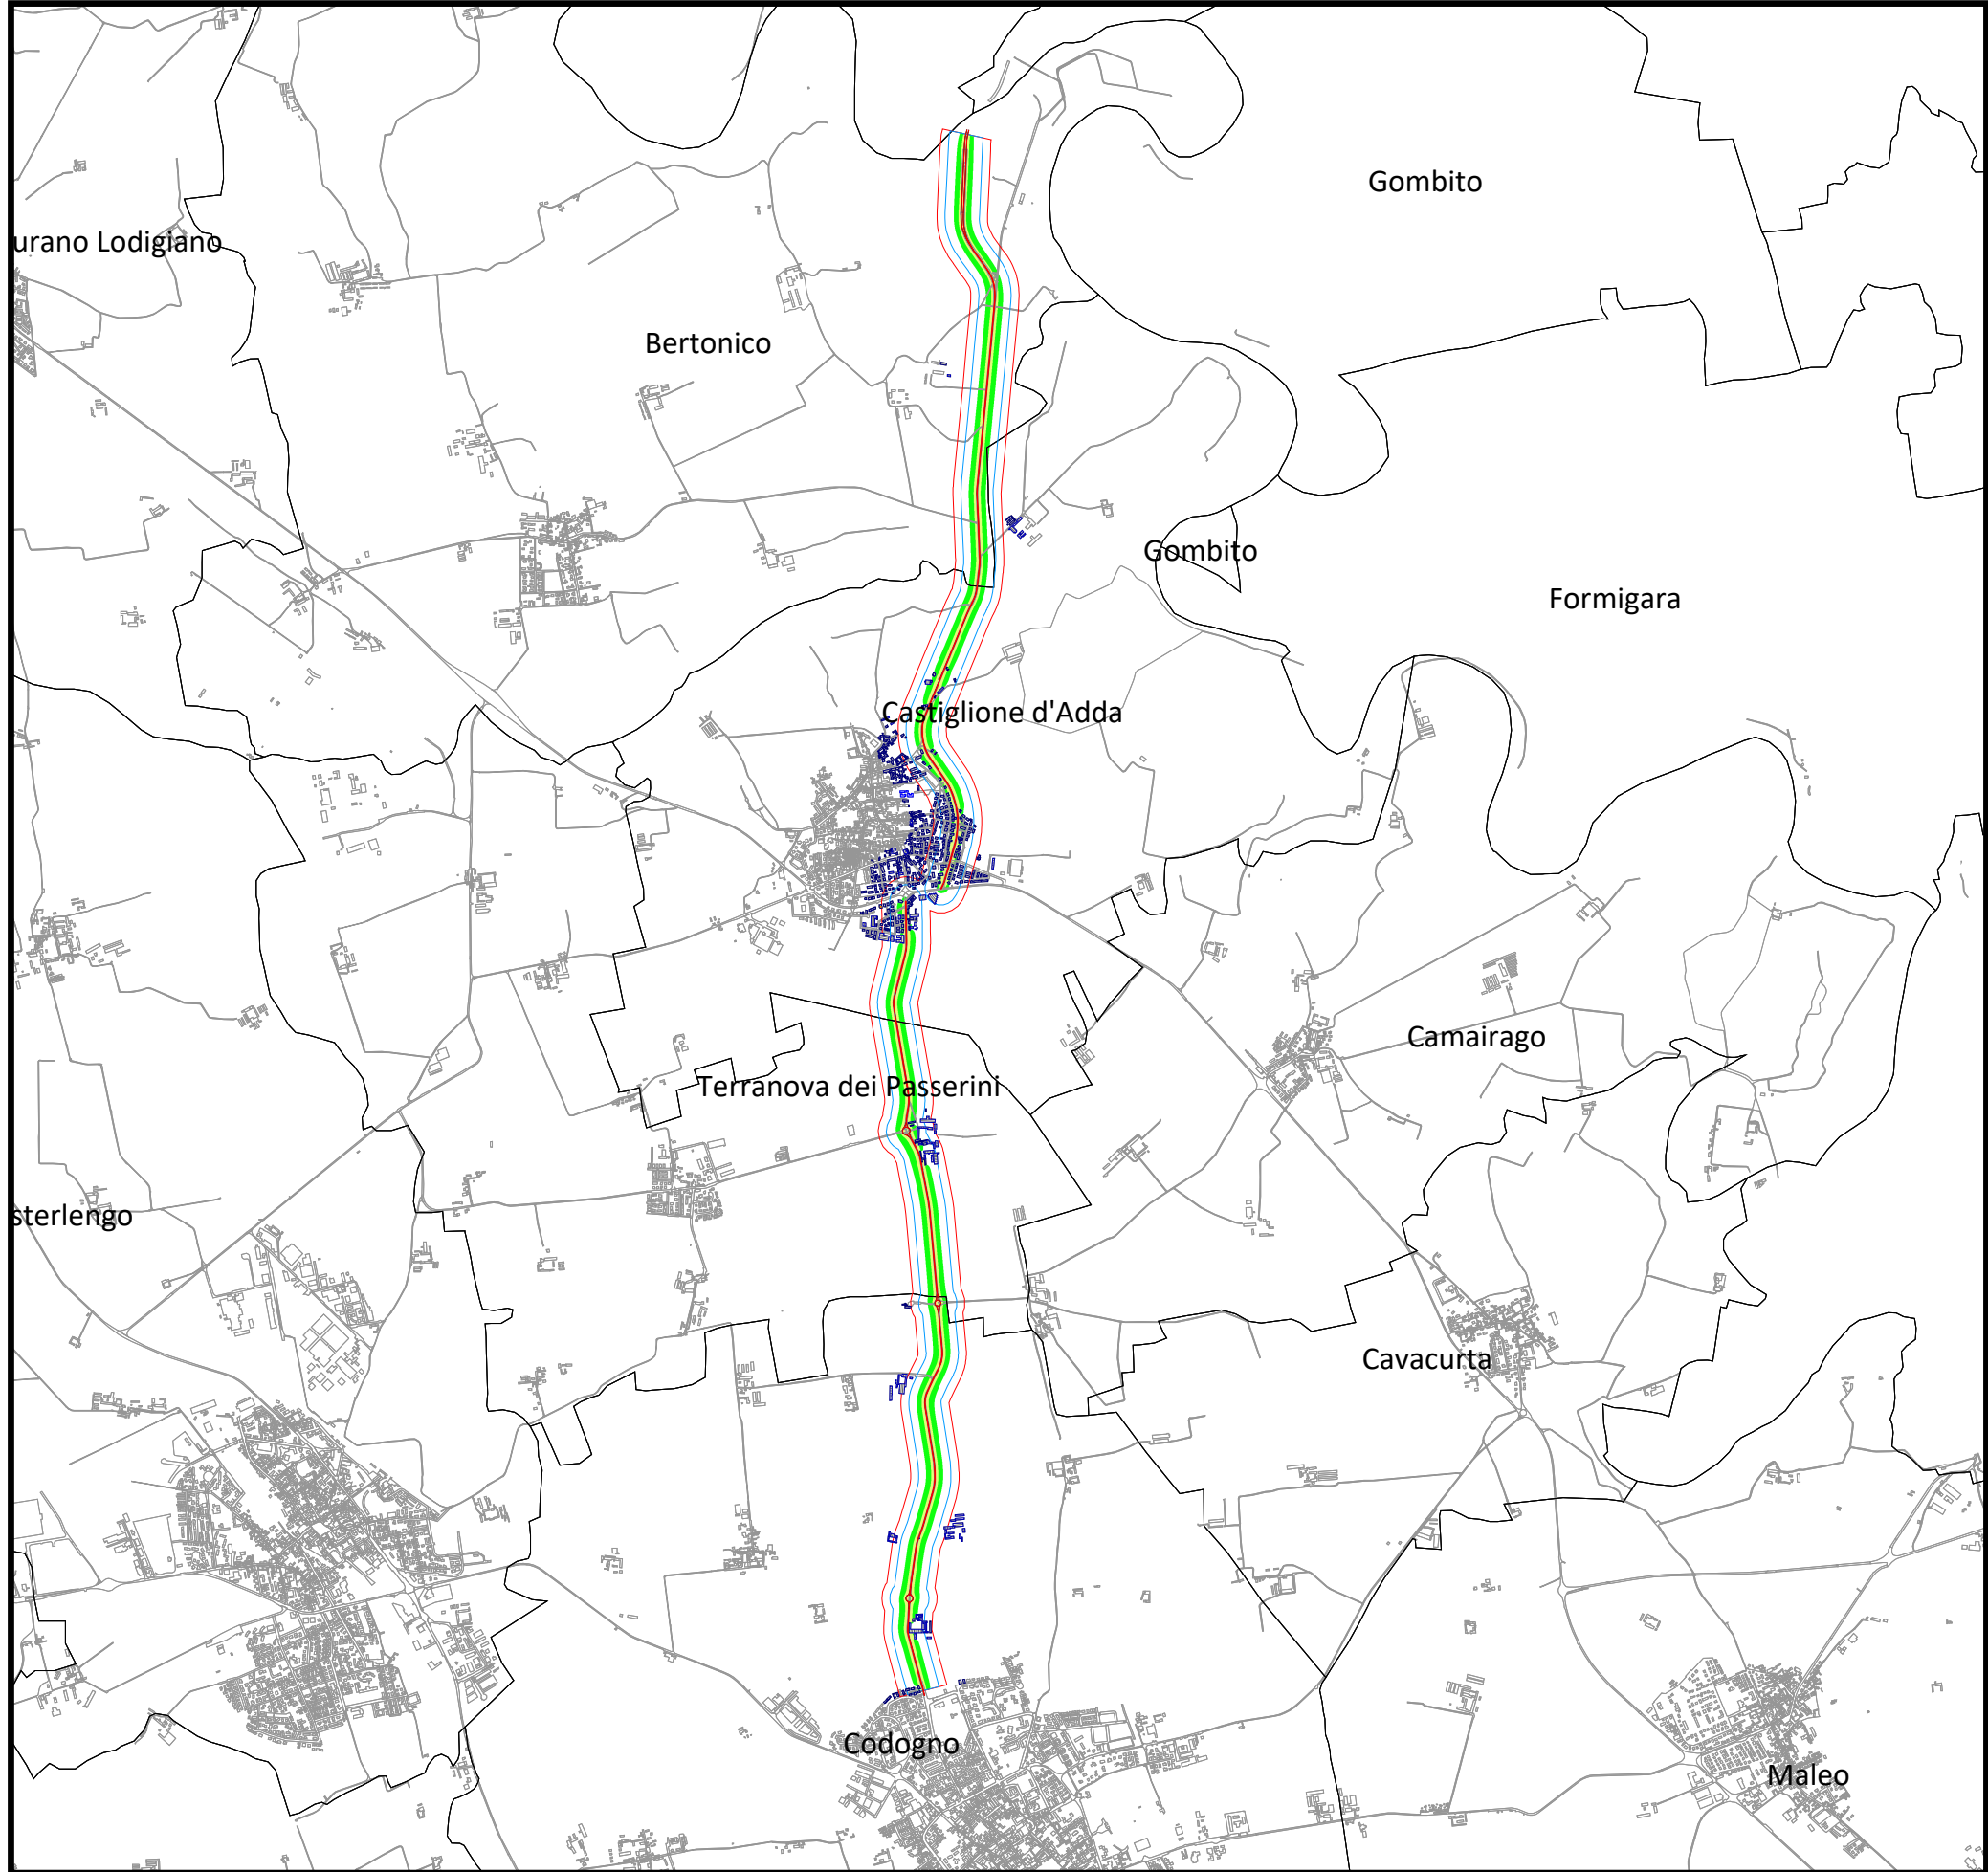 Gombito
urano Lodigiano
Bertonico
Gombito
Formigara
Castiglione d'Adda
Camairago
Terranova dei Passerini
sterlengo
Cavacurta
Codogno
Maleo